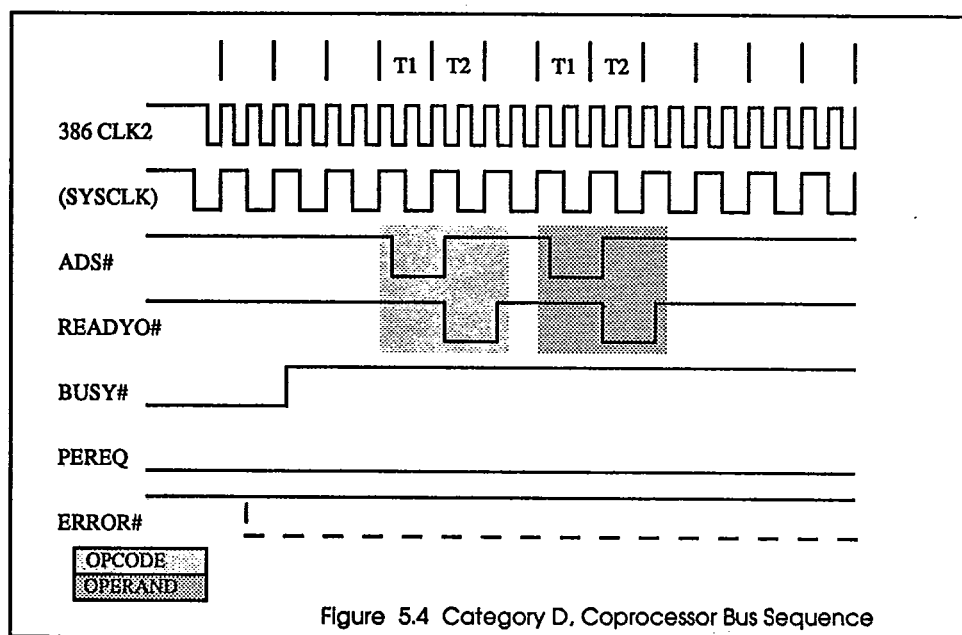 T1 T2 T1 T2
386 CLK2
(SYSCLK)
ADS#
READYO#
BUSY#
PEREQ
ERROR#
OPCODE
OPERAND
Figure 5.4 Category D, Coprocessor Bus Sequence